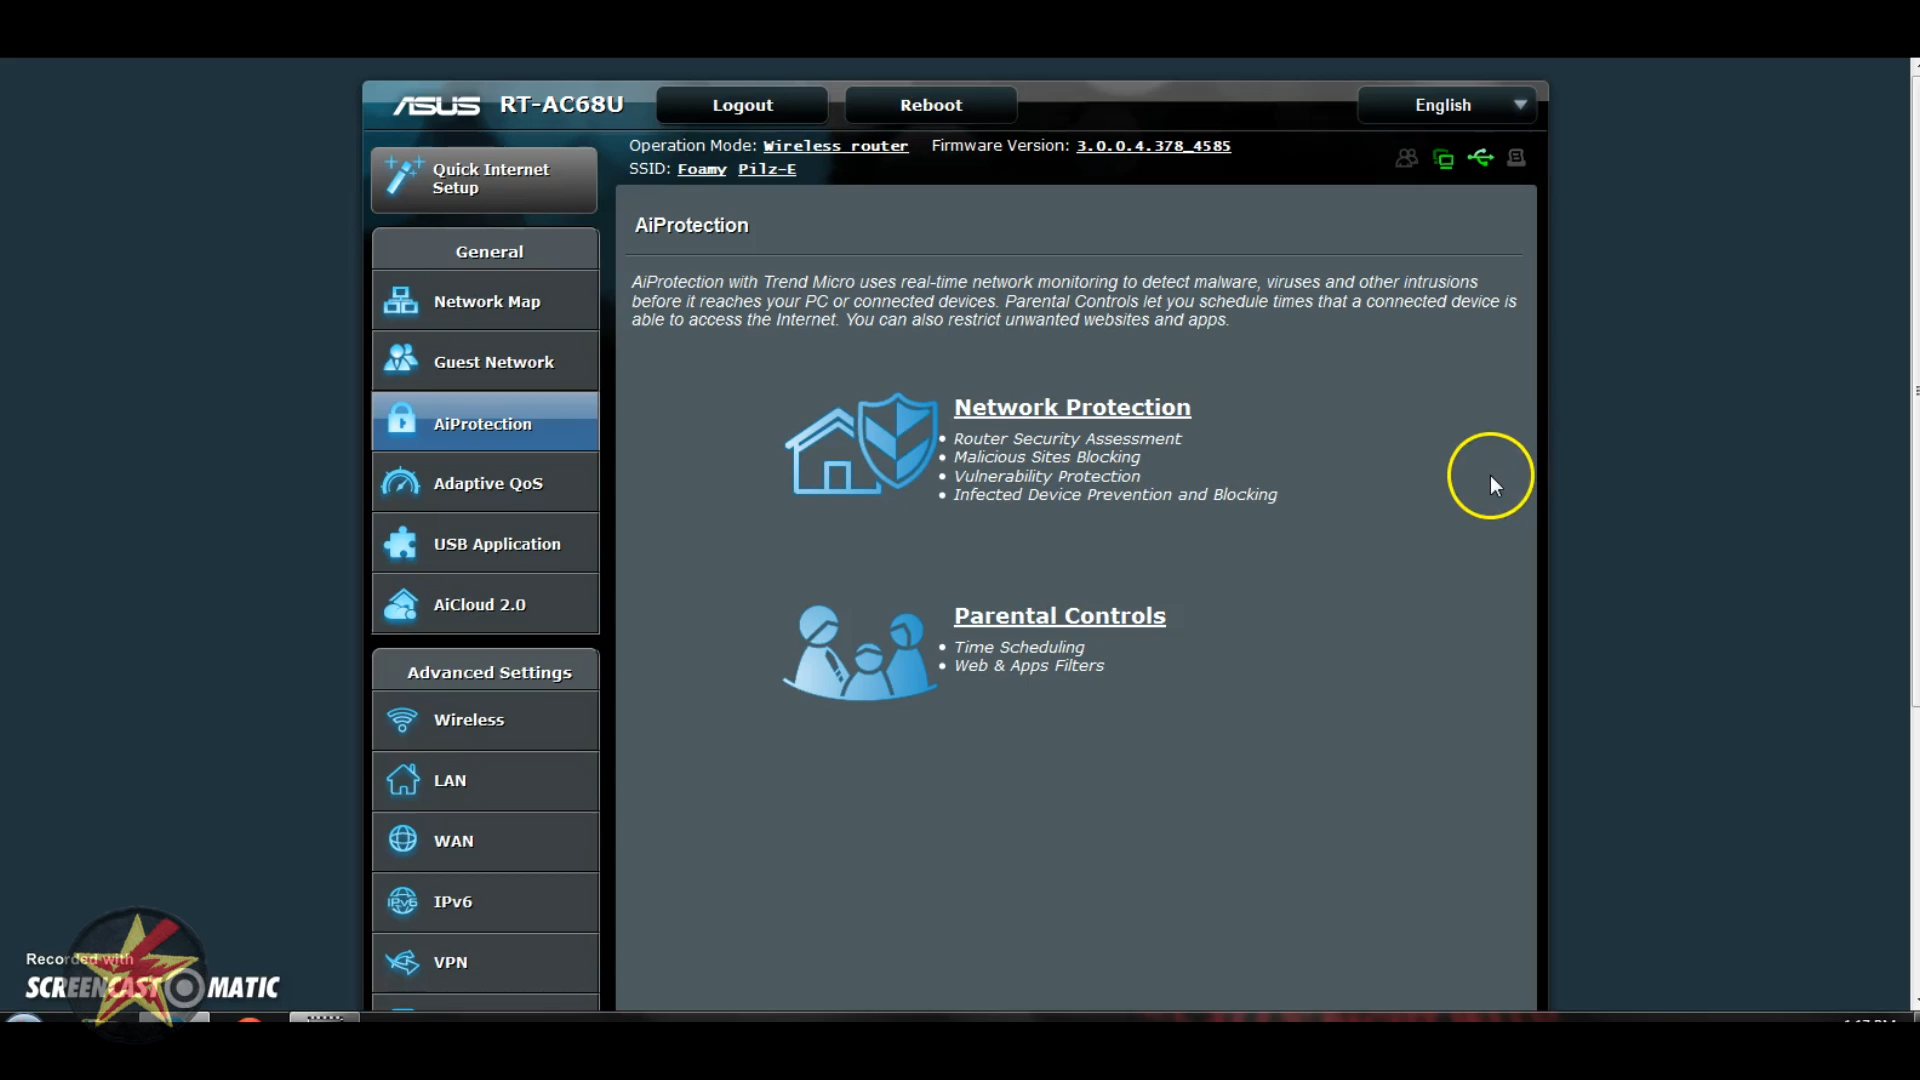 ASUS RT-AC68U Logout Reboot English
Operation Mode: Wireless router Firmware Version: 3.0.0.4.378_4585
SSID: Foamy Pilz-E
Quick Internet
Setup
General
Network Map
Guest Network
AiProtection
Adaptive QoS
USB Application
AiCloud 2.0
Advanced Settings
Wireless
LAN
WAN
IPv6
VPN
AiProtection
AiProtection with Trend Micro uses real-time network monitoring to detect malware, viruses and other intrusions
before it reaches your PC or connected devices. Parental Controls let you schedule times that a connected device is
able to access the Internet. You can also restrict unwanted websites and apps.
Network Protection
• Router Security Assessment
• Malicious Sites Blocking
• Vulnerability Protection
• Infected Device Prevention and Blocking
Parental Controls
• Time Scheduling
• Web & Apps Filters
Recorded with
SCREENCAST-O-MATIC